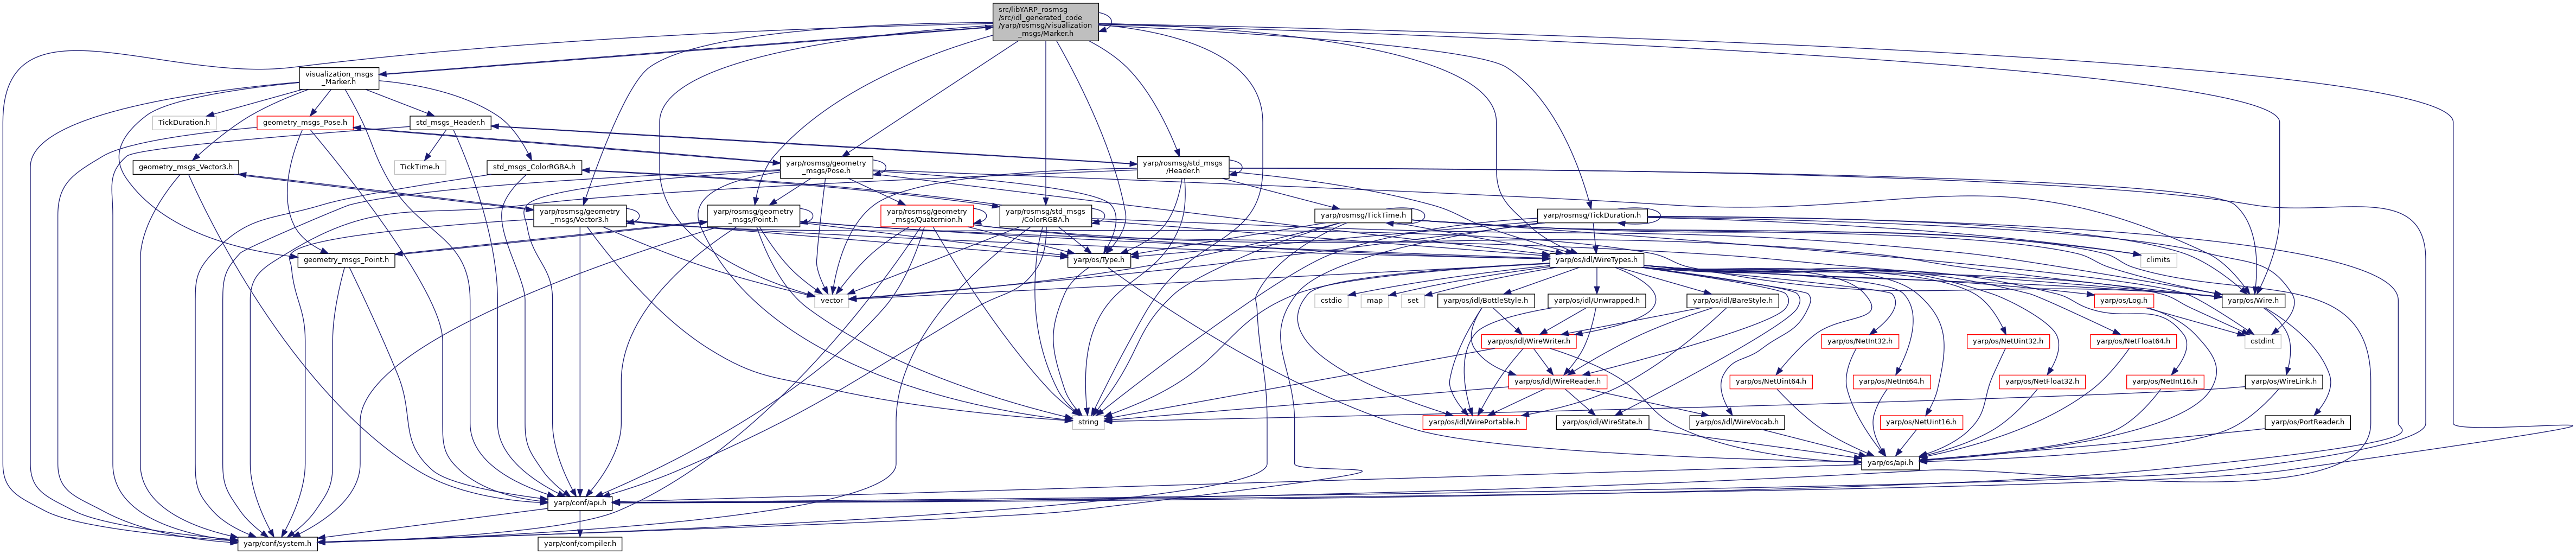 src/libYARP_rosmsg
/src/idl_generated_code
/yarp/rosmsg/visualization
_msgs/Marker.h
visualization_msgs
_Marker.h
TickDuration.h
geometry_msgs_Pose.h
std_msgs_Header.h
geometry_msgs_Vector3.h
TickTime.h
std_msgs_ColorRGBA.h
yarp/rosmsg/geometry
_msgs/Pose.h
yarp/rosmsg/std_msgs
/Header.h
yarp/rosmsg/geometry
_msgs/Vector3.h
yarp/rosmsg/geometry
_msgs/Point.h
yarp/rosmsg/geometry
_msgs/Quaternion.h
yarp/rosmsg/std_msgs
/ColorRGBA.h
yarp/rosmsg/TickTime.h
yarp/rosmsg/TickDuration.h
geometry_msgs_Point.h
yarp/os/Type.h
yarp/os/idl/WireTypes.h
climits
vector
cstdio
map
set
yarp/os/idl/BottleStyle.h
yarp/os/idl/Unwrapped.h
yarp/os/idl/BareStyle.h
yarp/os/Log.h
yarp/os/Wire.h
yarp/os/idl/WireWriter.h
yarp/os/NetInt32.h
yarp/os/NetUint32.h
yarp/os/NetFloat64.h
cstdint
yarp/os/idl/WireReader.h
yarp/os/NetUint64.h
yarp/os/NetInt64.h
yarp/os/NetFloat32.h
yarp/os/NetInt16.h
yarp/os/WireLink.h
string
yarp/os/idl/WirePortable.h
yarp/os/idl/WireState.h
yarp/os/idl/WireVocab.h
yarp/os/NetUint16.h
yarp/os/PortReader.h
yarp/os/api.h
yarp/conf/api.h
yarp/conf/system.h
yarp/conf/compiler.h